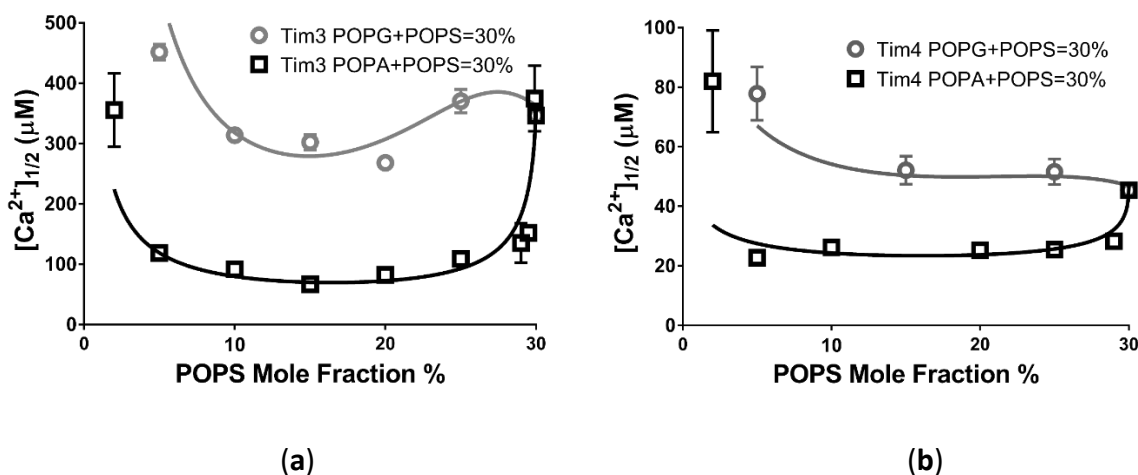 500
400
300
200
100
0
[Ca²⁺]₁/₂ (μM)
Tim3 POPG+POPS=30%
Tim3 POPA+POPS=30%
0 10 20 30
POPS Mole Fraction %
(a)
100
80
60
40
20
0
[Ca²⁺]₁/₂ (μM)
Tim4 POPG+POPS=30%
Tim4 POPA+POPS=30%
0 10 20 30
POPS Mole Fraction %
(b)